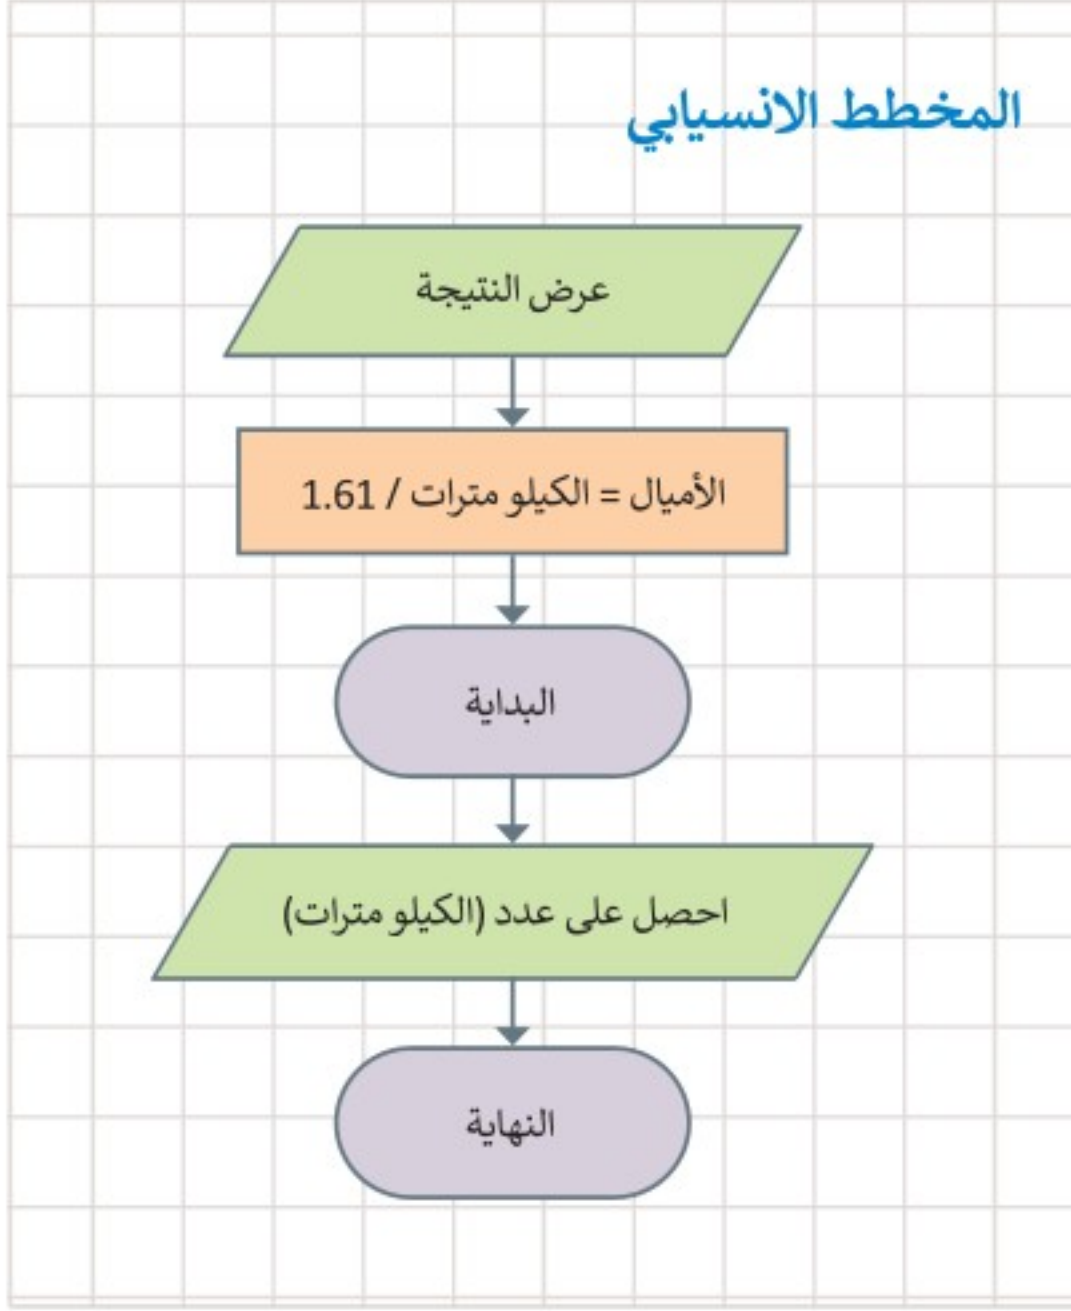 المخطط الانسيابي
عرض النتيجة
الأميال = الكيلو مترات / 1.61
البداية
احصل على عدد (الكيلو مترات)
النهاية